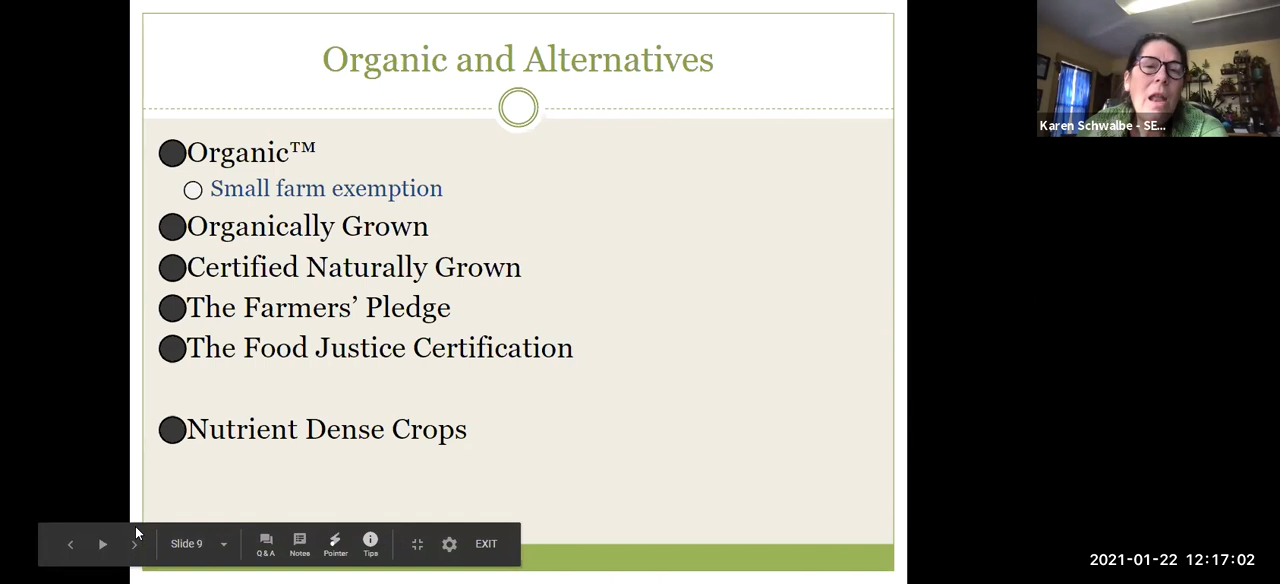 Organic and Alternatives
Organic™
Small farm exemption
Organically Grown
Certified Naturally Grown
The Farmers’ Pledge
The Food Justice Certification
Nutrient Dense Crops
Slide 9
Q & A
Notes
Pointer
Tips
EXIT
Karen Schwalbe - SE...
2021-01-22 12:17:02